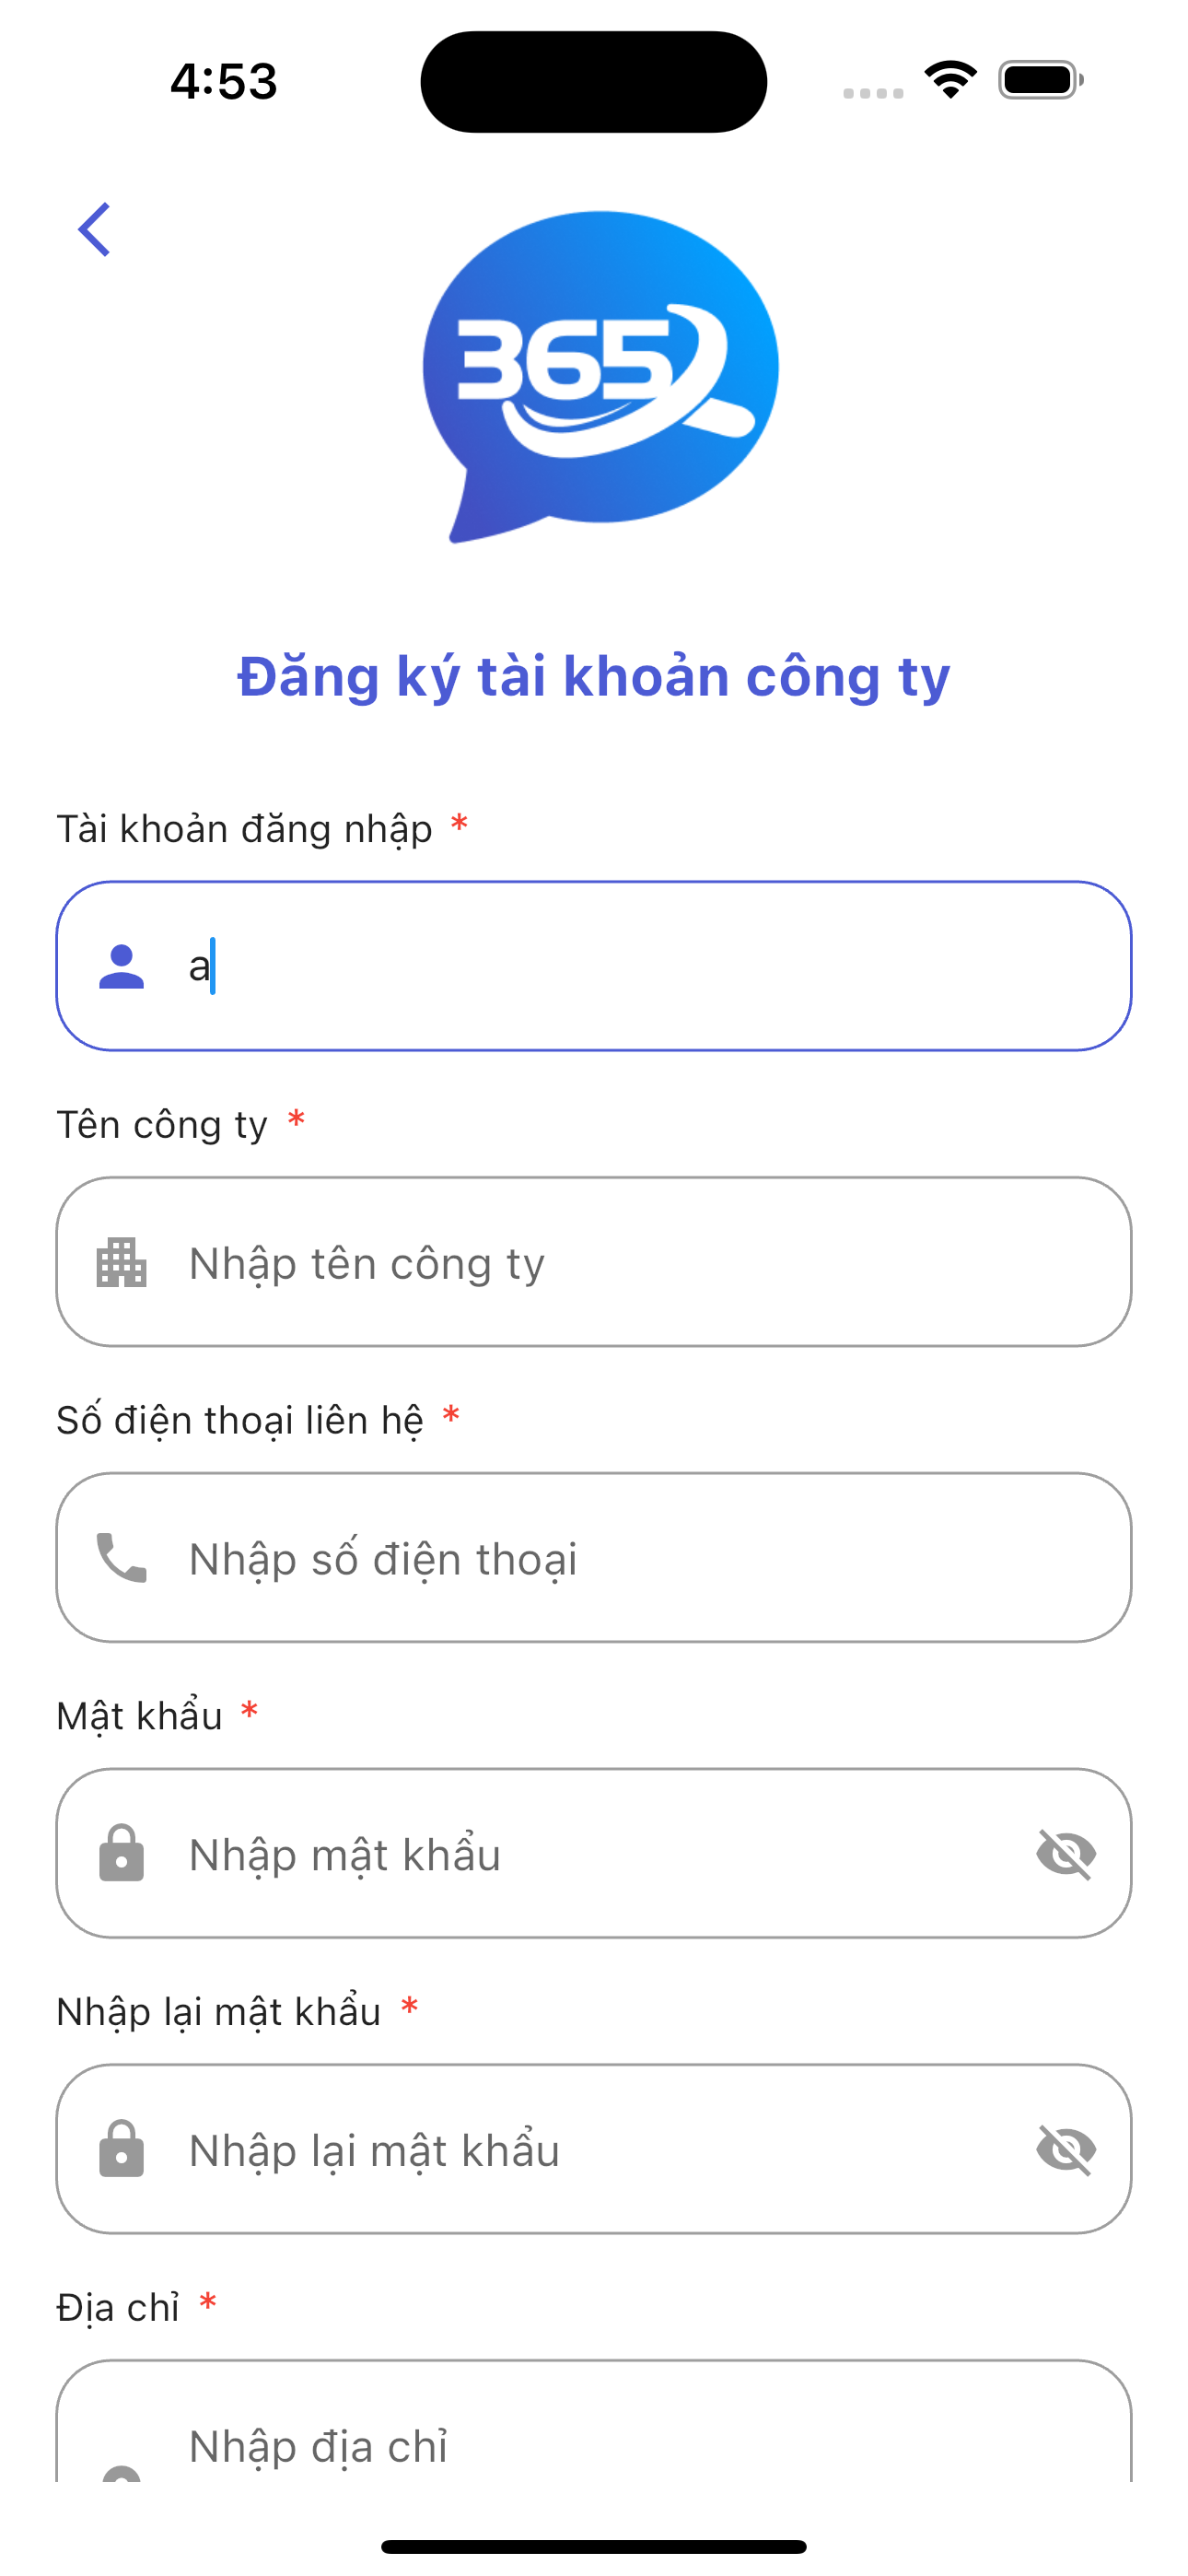 4:53
365
Đăng ký tài khoản công ty
Tài khoản đăng nhập *
a
Tên công ty *
Nhập tên công ty
Số điện thoại liên hệ *
Nhập số điện thoại
Mật khẩu *
Nhập mật khẩu
Nhập lại mật khẩu *
Nhập lại mật khẩu
Địa chỉ *
Nhập địa chỉ